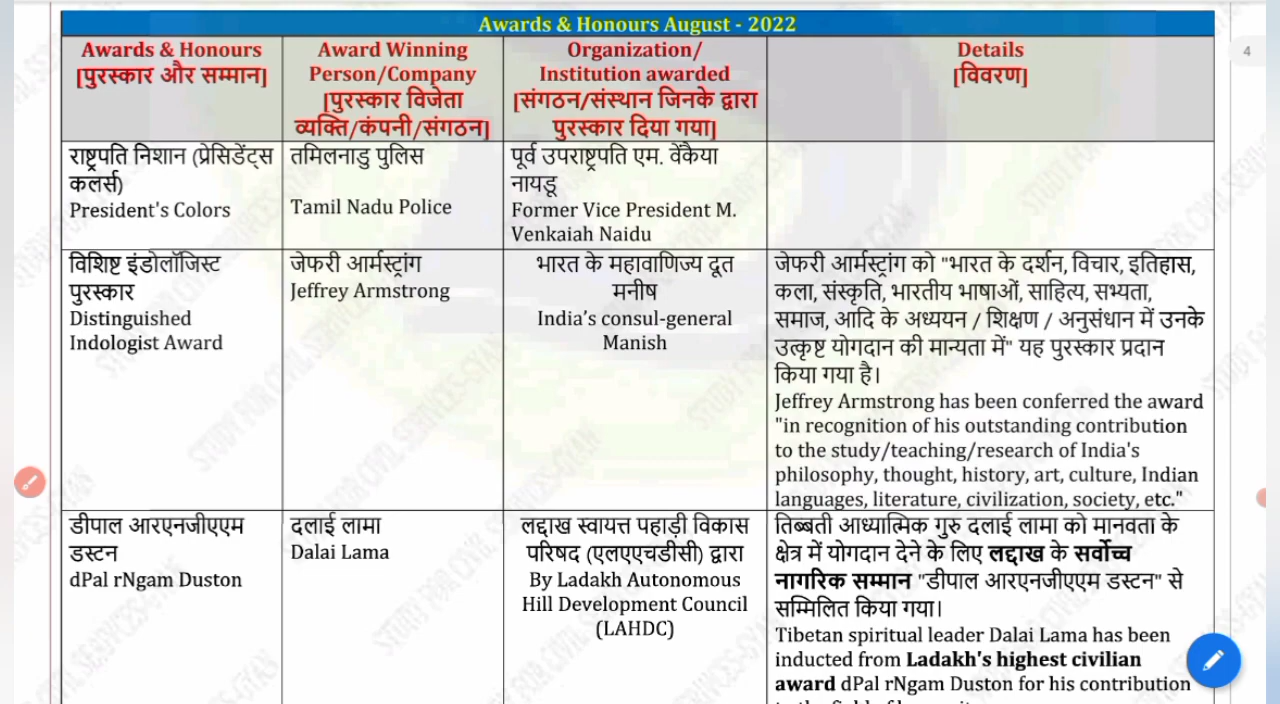 Awards & Honours August - 2022
4
Awards & Honours
[पुरस्कार और सम्मान]
Award Winning
Person/Company
[पुरस्कार विजेता
व्यक्ति/कंपनी/संगठन]
Organization/
Institution awarded
[संगठन/संस्थान जिनके द्वारा
पुरस्कार दिया गया]
Details
[विवरण]
राष्ट्रपति निशान (प्रेसिडेंट्स
कलर्स)
President's Colors
तमिलनाडु पुलिस
Tamil Nadu Police
पूर्व उपराष्ट्रपति एम. वेंकैया
नायडू
Former Vice President M.
Venkaiah Naidu
विशिष्ट इंडोलॉजिस्ट
पुरस्कार
Distinguished
Indologist Award
जेफरी आर्मस्ट्रांग
Jeffrey Armstrong
भारत के महावाणिज्य दूत
मनीष
India’s consul-general
Manish
जेफरी आर्मस्ट्रांग को "भारत के दर्शन, विचार, इतिहास,
कला, संस्कृति, भारतीय भाषाओं, साहित्य, सभ्यता,
समाज, आदि के अध्ययन / शिक्षण / अनुसंधान में उनके
उत्कृष्ट योगदान की मान्यता में" यह पुरस्कार प्रदान
किया गया है।
Jeffrey Armstrong has been conferred the award
"in recognition of his outstanding contribution
to the study/teaching/research of India's
philosophy, thought, history, art, culture, Indian
languages, literature, civilization, society, etc."
डीपाल आरएनजीएएम
डस्टन
dPal rNgam Duston
दलाई लामा
Dalai Lama
लद्दाख स्वायत्त पहाड़ी विकास
परिषद (एलएएचडीसी) द्वारा
By Ladakh Autonomous
Hill Development Council
(LAHDC)
तिब्बती आध्यात्मिक गुरु दलाई लामा को मानवता के
क्षेत्र में योगदान देने के लिए लद्दाख के सर्वोच्च
नागरिक सम्मान "डीपाल आरएनजीएएम डस्टन" से
सम्मिलित किया गया।
Tibetan spiritual leader Dalai Lama has been
inducted from Ladakh's highest civilian
award dPal rNgam Duston for his contribution